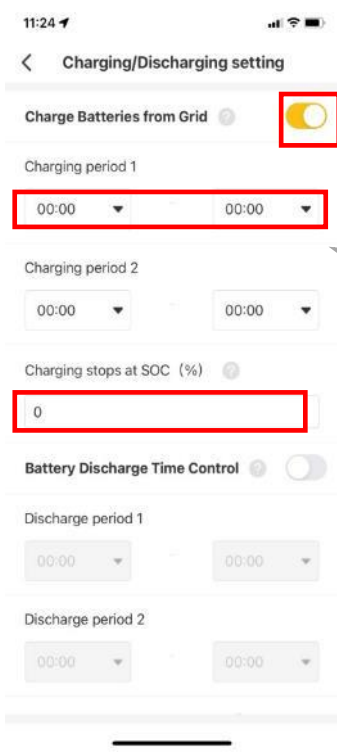 11:24
Charging/Discharging setting
Charge Batteries from Grid ?
Charging period 1
00:00 - 00:00
Charging period 2
00:00 - 00:00
Charging stops at SOC (%) ?
0
Battery Discharge Time Control ?
Discharge period 1
00:00 - 00:00
Discharge period 2
00:00 - 00:00